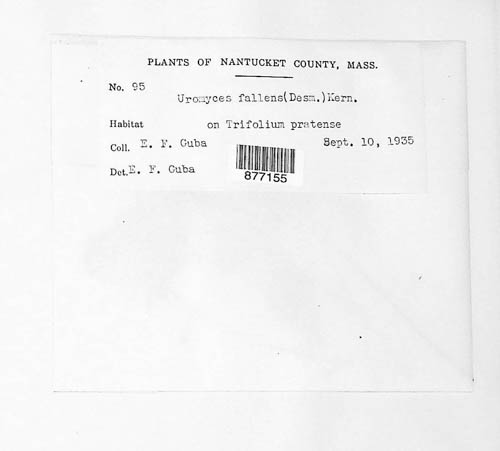 PLANTS OF NANTUCKET COUNTY, MASS.
No. 95
Uromyces fallens(Desm.)Kern.
Habitat on Trifolium pratense
Coll. E. F. Guba Sept. 10, 1935
Det.E. F. Guba
877155